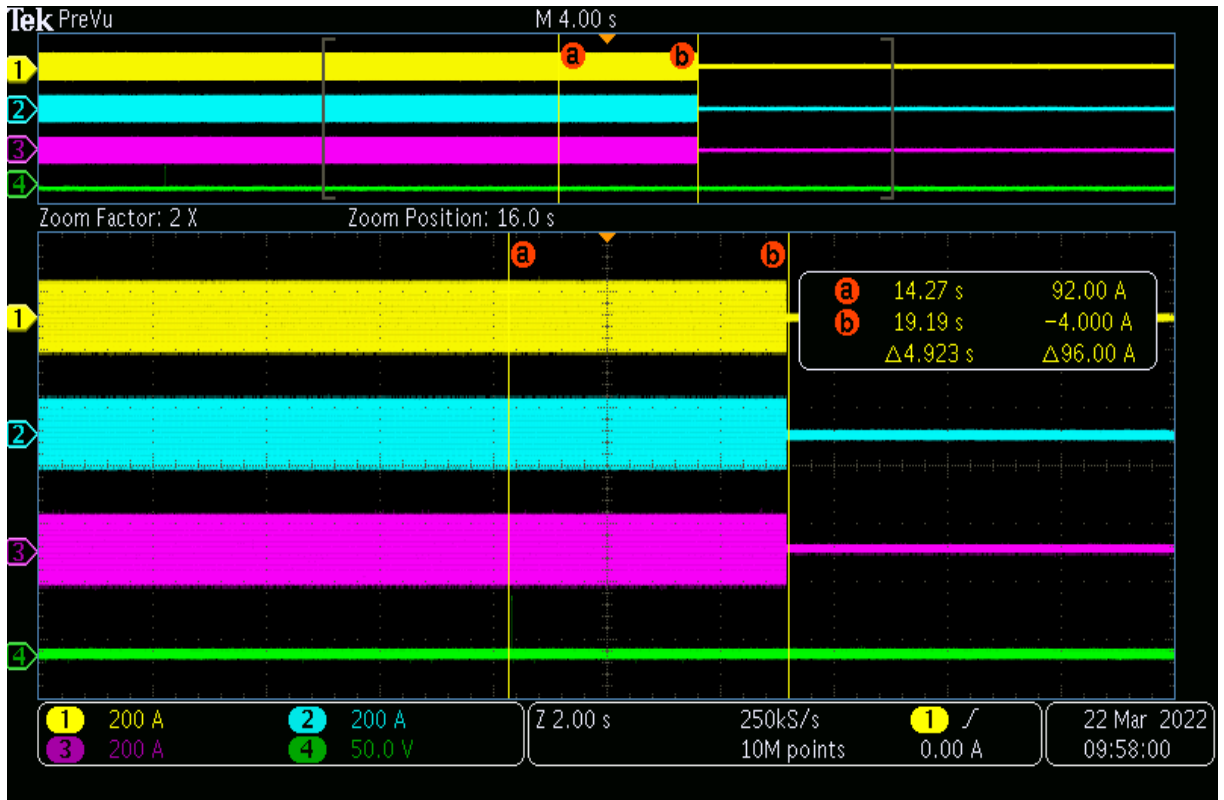 Tek PreVu M 4.00 s
a b
1
2
3
4
Zoom Factor: 2 X Zoom Position: 16.0 s
a b
a 14.27 s 92.00 A
b 19.19 s −4.000 A
Δ4.923 s Δ96.00 A
1
2
3
4
1 200 A 2 200 A Z 2.00 s 250kS/s 1 22 Mar 2022
3 200 A 4 50.0 V 10M points 0.00 A 09:58:00